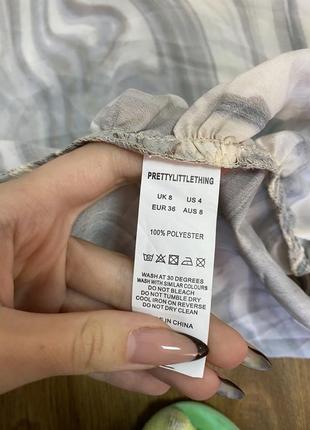 PRETTYLITTLETHING
UK 8 US 4
EUR 36 AUS 8
100% POLYESTER
WASH AT 30 DEGREES
WASH WITH SIMILAR COLOURS
DO NOT BLEACH
DO NOT TUMBLE DRY
COOL IRON ON REVERSE
DO NOT DRY CLEAN
IN CHINA